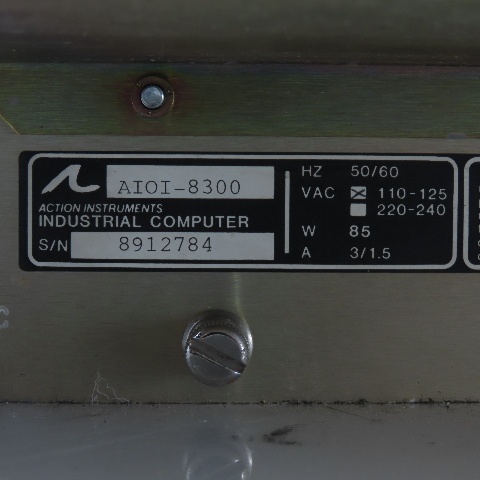 AIOI-8300
ACTION INSTRUMENTS
INDUSTRIAL COMPUTER
S/N 8912784
HZ 50/60
VAC 110-125
220-240
W 85
A 3/1.5